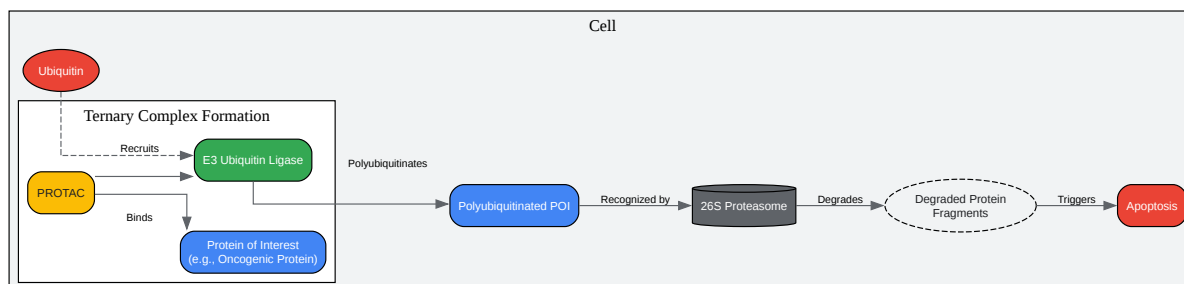 Cell
Ubiquitin
Ternary Complex Formation
Recruits
E3 Ubiquitin Ligase
Polyubiquitinates
PROTAC
Binds
Protein of Interest
(e.g., Oncogenic Protein)
Polyubiquitinated POI
Recognized by
26S Proteasome
Degrades
Degraded Protein
Fragments
Triggers
Apoptosis